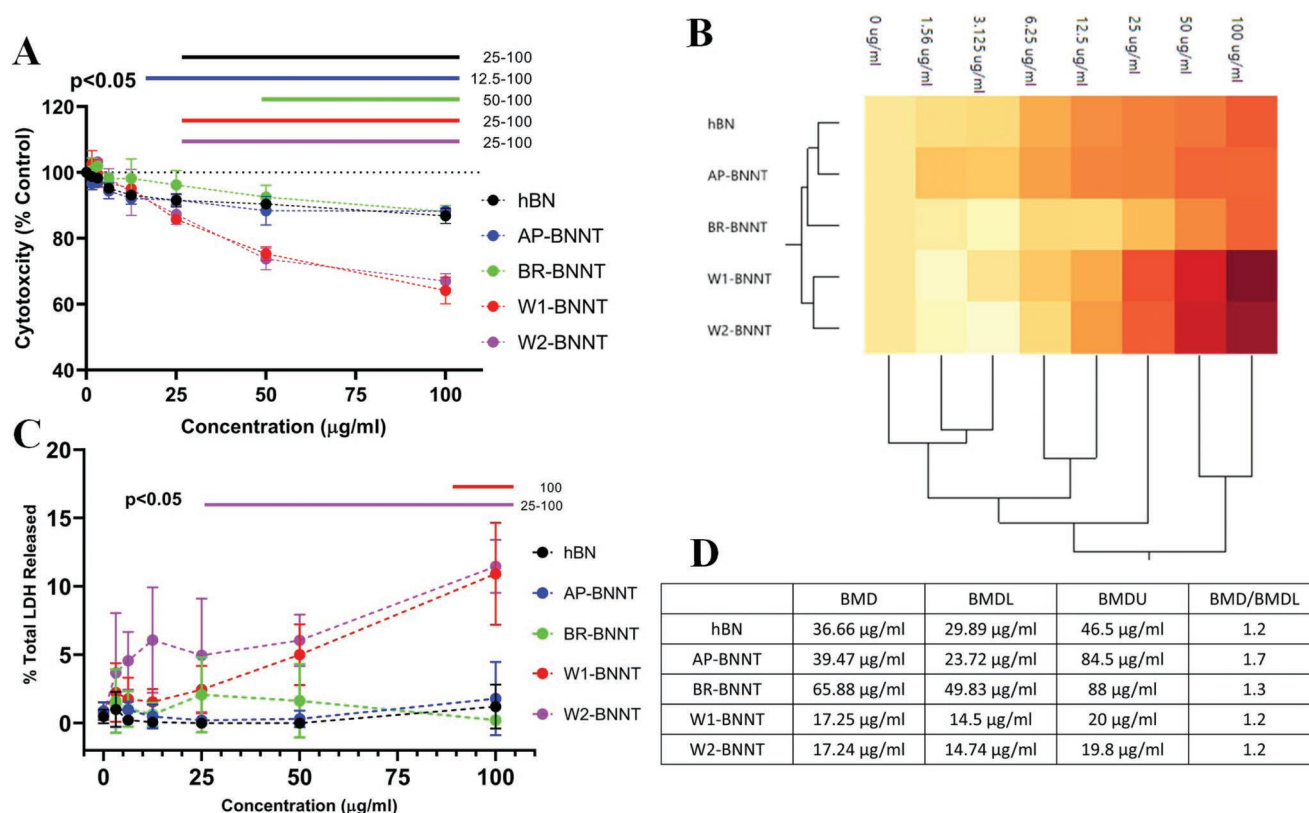 A
p<0.05
25-100
12.5-100
50-100
25-100
25-100
120
100
80
60
40
Cytotoxcity (% Control)
0
25
50
100
Concentration (µg/ml)
hBN
AP-BNNT
BR-BNNT
W1-BNNT
W2-BNNT
B
0 ug/ml
1.56 ug/ml
3.125 ug/ml
6.25 ug/ml
12.5 ug/ml
25 ug/ml
50 ug/ml
100 ug/ml
hBN
AP-BNNT
BR-BNNT
W1-BNNT
W2-BNNT
C
p<0.05
100
25-100
20
15
10
5
0
% Total LDH Released
0
25
50
100
Concentration (µg/ml)
hBN
AP-BNNT
BR-BNNT
W1-BNNT
W2-BNNT
D
BMD BMDL BMDU BMD/BMDL
hBN 36.66 µg/ml 29.89 µg/ml 46.5 µg/ml 1.2
AP-BNNT 39.47 µg/ml 23.72 µg/ml 84.5 µg/ml 1.7
BR-BNNT 65.88 µg/ml 49.83 µg/ml 88 µg/ml 1.3
W1-BNNT 17.25 µg/ml 14.5 µg/ml 20 µg/ml 1.2
W2-BNNT 17.24 µg/ml 14.74 µg/ml 19.8 µg/ml 1.2